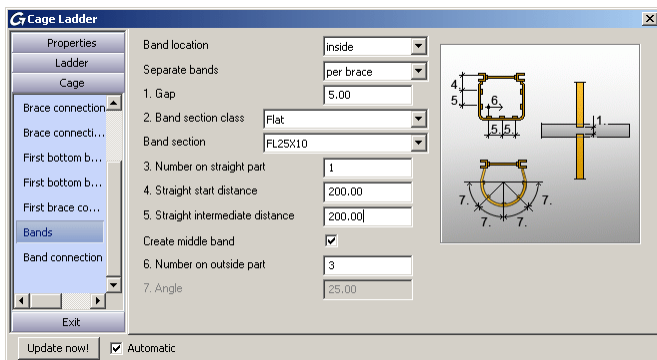 Cage Ladder
Properties
Ladder
Cage
Brace connection
Brace connecti...
First bottom b...
First bottom b...
First brace co...
Bands
Band connection
Exit
Band location inside
Separate bands per brace
1. Gap 5.00
2. Band section class Flat
Band section FL25X10
3. Number on straight part 1
4. Straight start distance 200.00
5. Straight intermediate distance 200.00
Create middle band
6. Number on outside part 3
7. Angle 25.00
4.
5.
6.
5. 5.
1.
7. 7.
7. 7.
Update now! Automatic